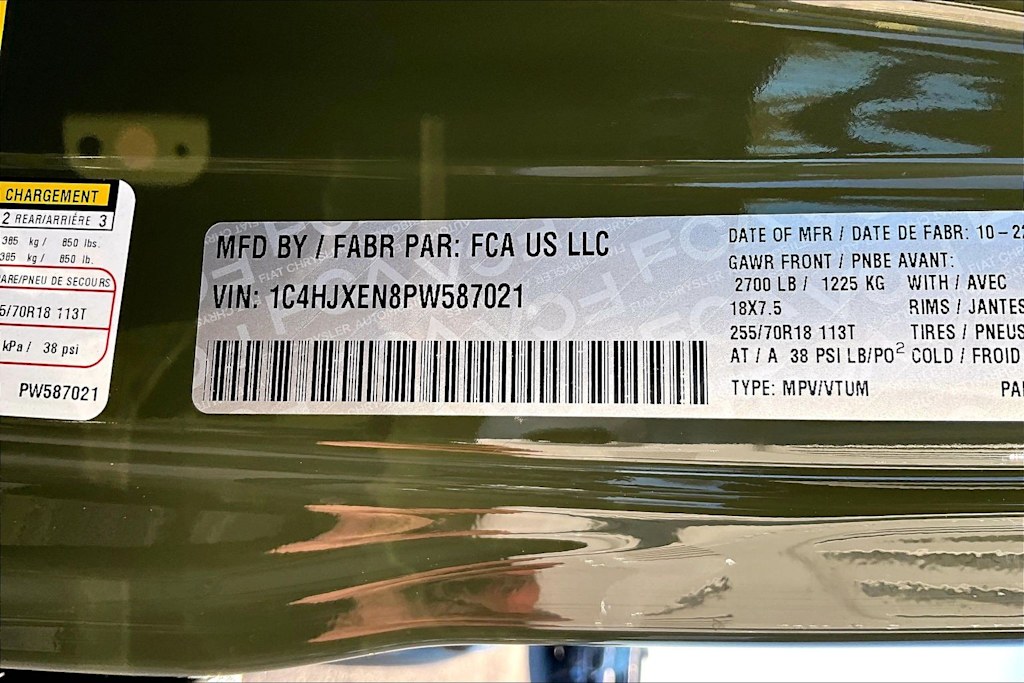 CHARGEMENT
2 REAR/ARRIÈRE 3
385 kg / 850 lbs.
385 kg / 850 lb.
ARE/PNEU DE SECOURS
5/70R18 113T
kPa / 38 psi
PW587021
MFD BY / FABR PAR: FCA US LLC
VIN: 1C4HJXEN8PW587021
DATE OF MFR / DATE DE FABR: 10-22
GAWR FRONT / PNBE AVANT:
2700 LB / 1225 KG WITH / AVEC
18X7.5 RIMS / JANTES
255/70R18 113T TIRES / PNEUS
AT / A 38 PSI LB/PO² COLD / FROID
TYPE: MPV/VTUM PA